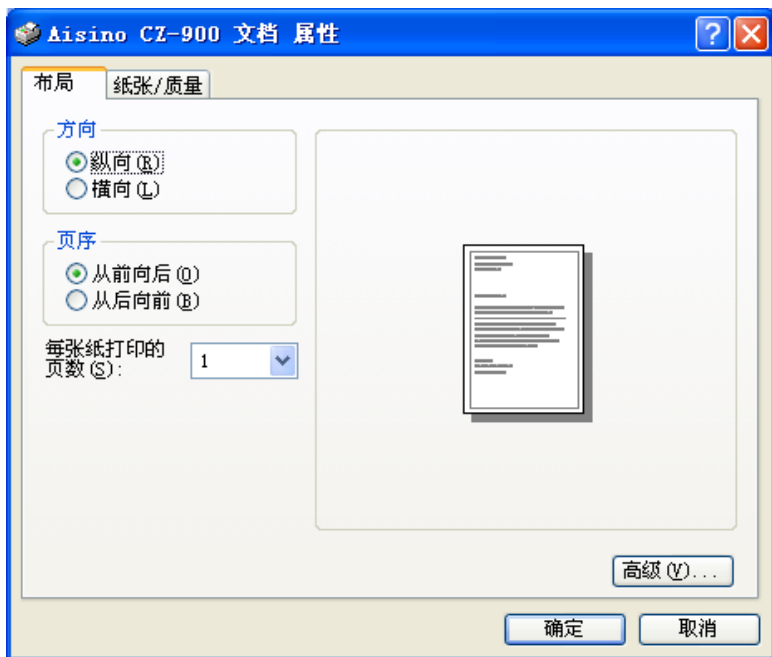 Aisino CZ-900 文档 属性
布局
纸张/质量
方向
纵向(R)
横向(L)
页序
从前向后(O)
从后向前(B)
每张纸打印的
页数(S):
1
高级(V)...
确定
取消